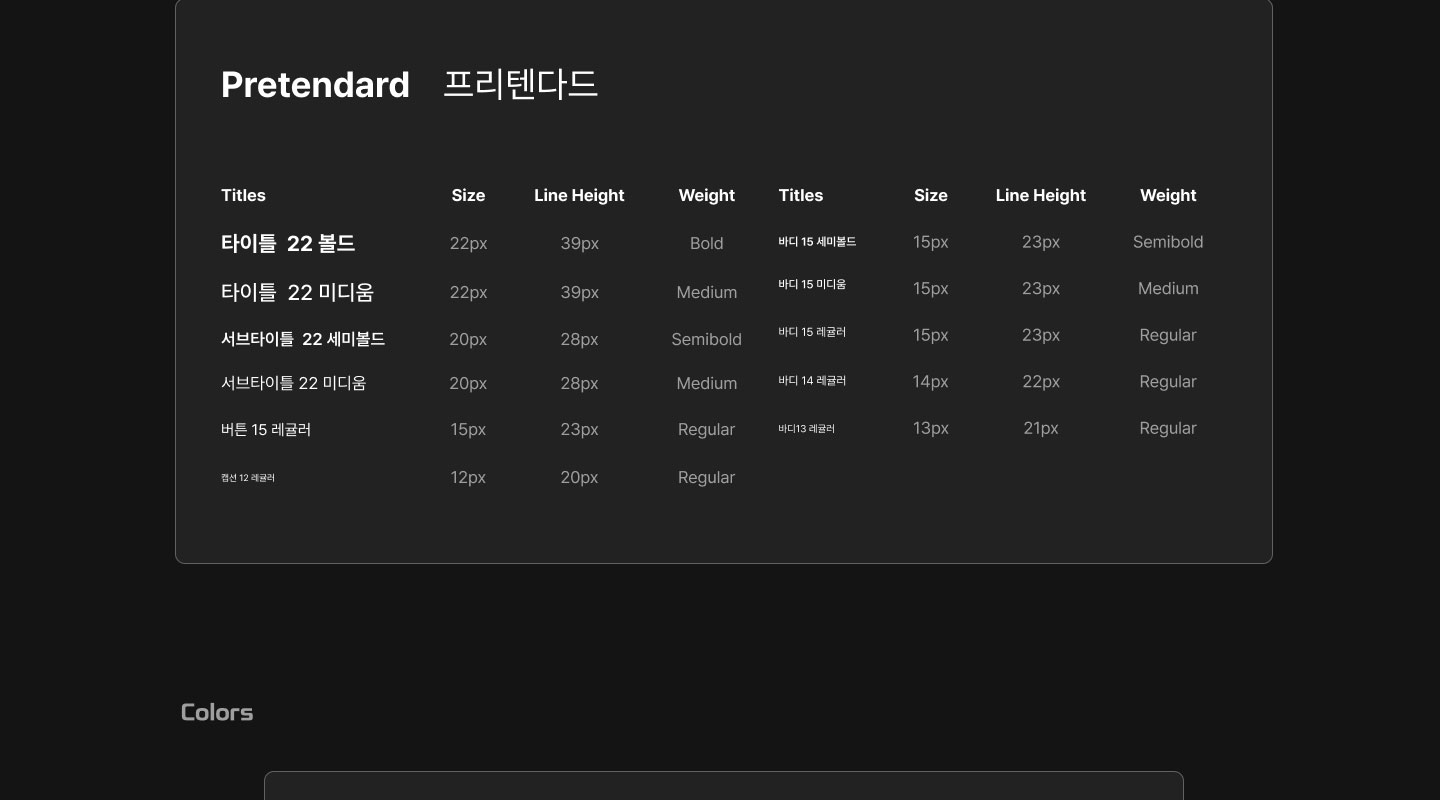 Pretendard 프리텐다드
Titles Size Line Height Weight
타이틀 22 볼드 22px 39px Bold
타이틀 22 미디움 22px 39px Medium
서브타이틀 22 세미볼드 20px 28px Semibold
서브타이틀 22 미디움 20px 28px Medium
버튼 15 레귤러 15px 23px Regular
캡션 12 레귤러 12px 20px Regular
Titles Size Line Height Weight
바디 15 세미볼드 15px 23px Semibold
바디 15 미디움 15px 23px Medium
바디 15 레귤러 15px 23px Regular
바디 14 레귤러 14px 22px Regular
바디13 레귤러 13px 21px Regular
Colors